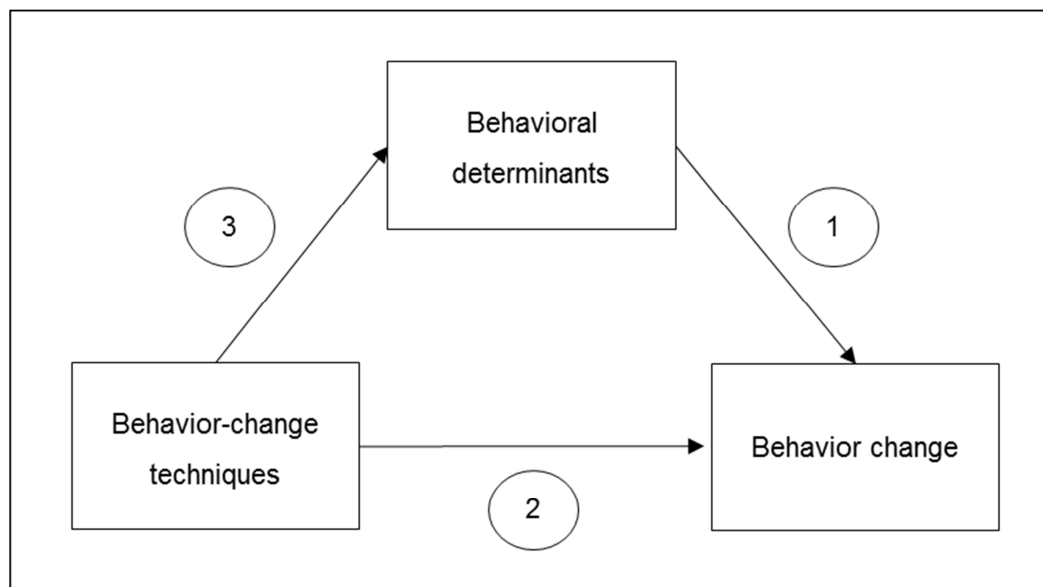 Behavioral
determinants
3
1
Behavior-change
techniques
Behavior change
2